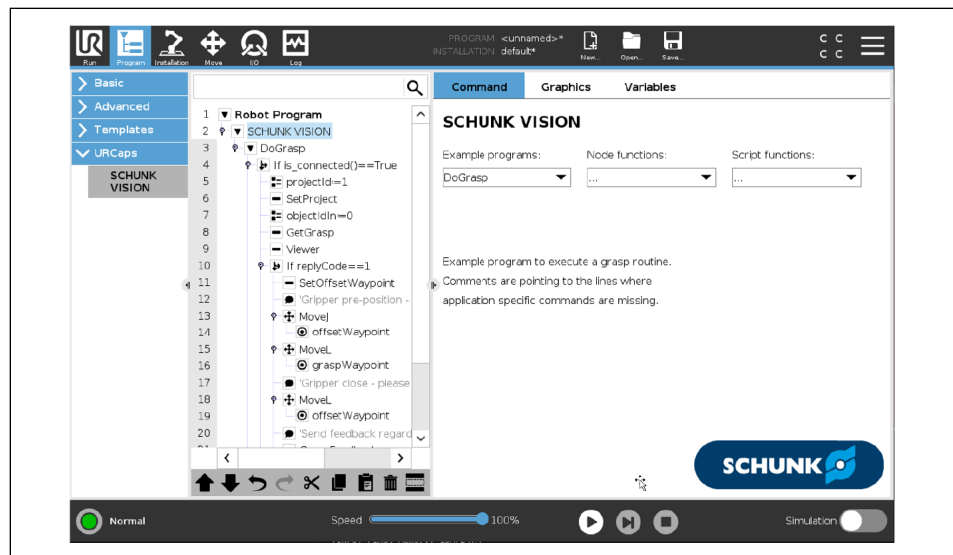 PROGRAM <unnamed>*
INSTALLATION default*
Run Program Installation Move I/O Log New... Open... Save...
C C
C C
Basic
Advanced
Templates
URCaps
SCHUNK
VISION
1 Robot Program
2 SCHUNK VISION
3 DoGrasp
4 If is_connected()==True
5 projectId≔1
6 SetProject
7 objectIdIn≔0
8 GetGrasp
9 Viewer
10 If replyCode==1
11 SetOffsetWaypoint
12 'Gripper pre-position -
13 MoveJ
14 offsetWaypoint
15 MoveL
16 graspWaypoint
17 'Gripper close - please
18 MoveL
19 offsetWaypoint
20 'Send feedback regard
Command Graphics Variables
SCHUNK VISION
Example programs: Node functions: Script functions:
DoGrasp ... ...
Example program to execute a grasp routine.
Comments are pointing to the lines where
application specific commands are missing.
SCHUNK
Normal Speed 100% Simulation